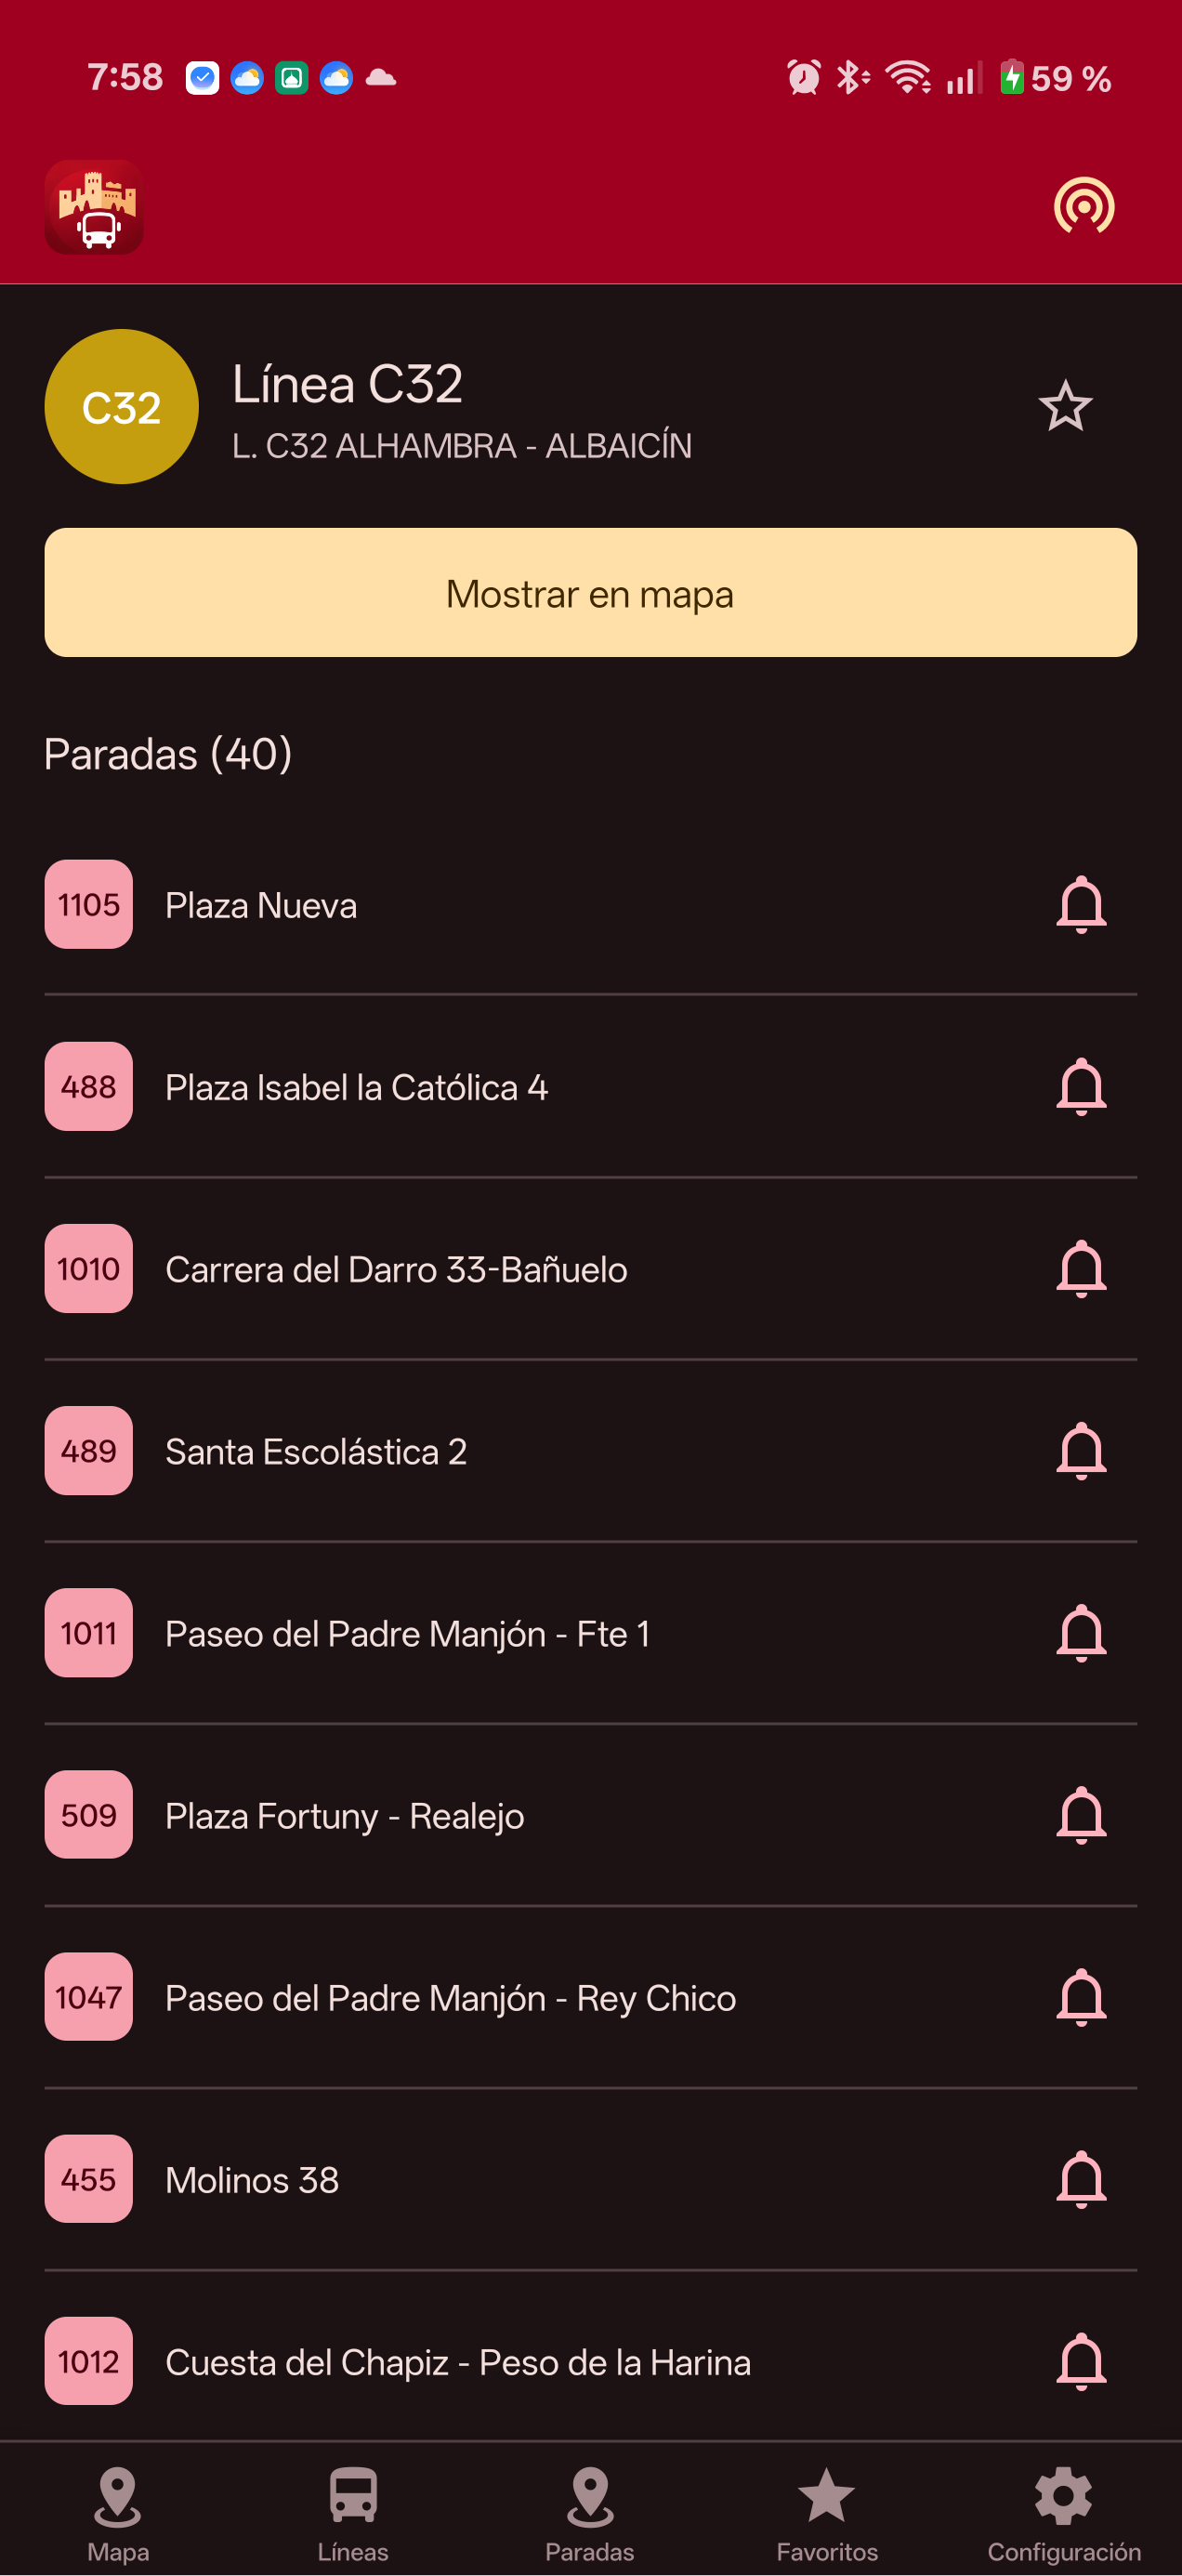 7:58
59 %
C32
Línea C32
L. C32 ALHAMBRA - ALBAICÍN
Mostrar en mapa
Paradas (40)
1105 Plaza Nueva
488 Plaza Isabel la Católica 4
1010 Carrera del Darro 33-Bañuelo
489 Santa Escolástica 2
1011 Paseo del Padre Manjón - Fte 1
509 Plaza Fortuny - Realejo
1047 Paseo del Padre Manjón - Rey Chico
455 Molinos 38
1012 Cuesta del Chapiz - Peso de la Harina
Mapa Líneas Paradas Favoritos Configuración